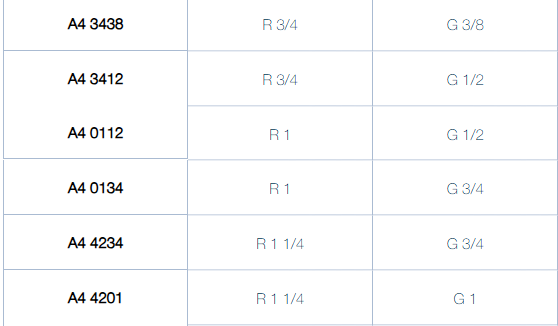 A4 3438 R 3/4 G 3/8
A4 3412 R 3/4 G 1/2
A4 0112 R 1 G 1/2
A4 0134 R 1 G 3/4
A4 4234 R 1 1/4 G 3/4
A4 4201 R 1 1/4 G 1